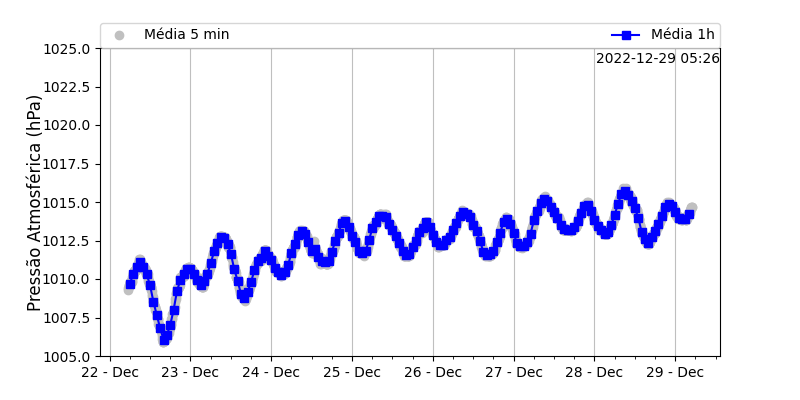 Média 5 min
Média 1h
2022-12-29 05:26
Pressão Atmosférica (hPa)
1025.0
1022.5
1020.0
1017.5
1015.0
1012.5
1010.0
1007.5
1005.0
22 - Dec
23 - Dec
24 - Dec
25 - Dec
26 - Dec
27 - Dec
28 - Dec
29 - Dec